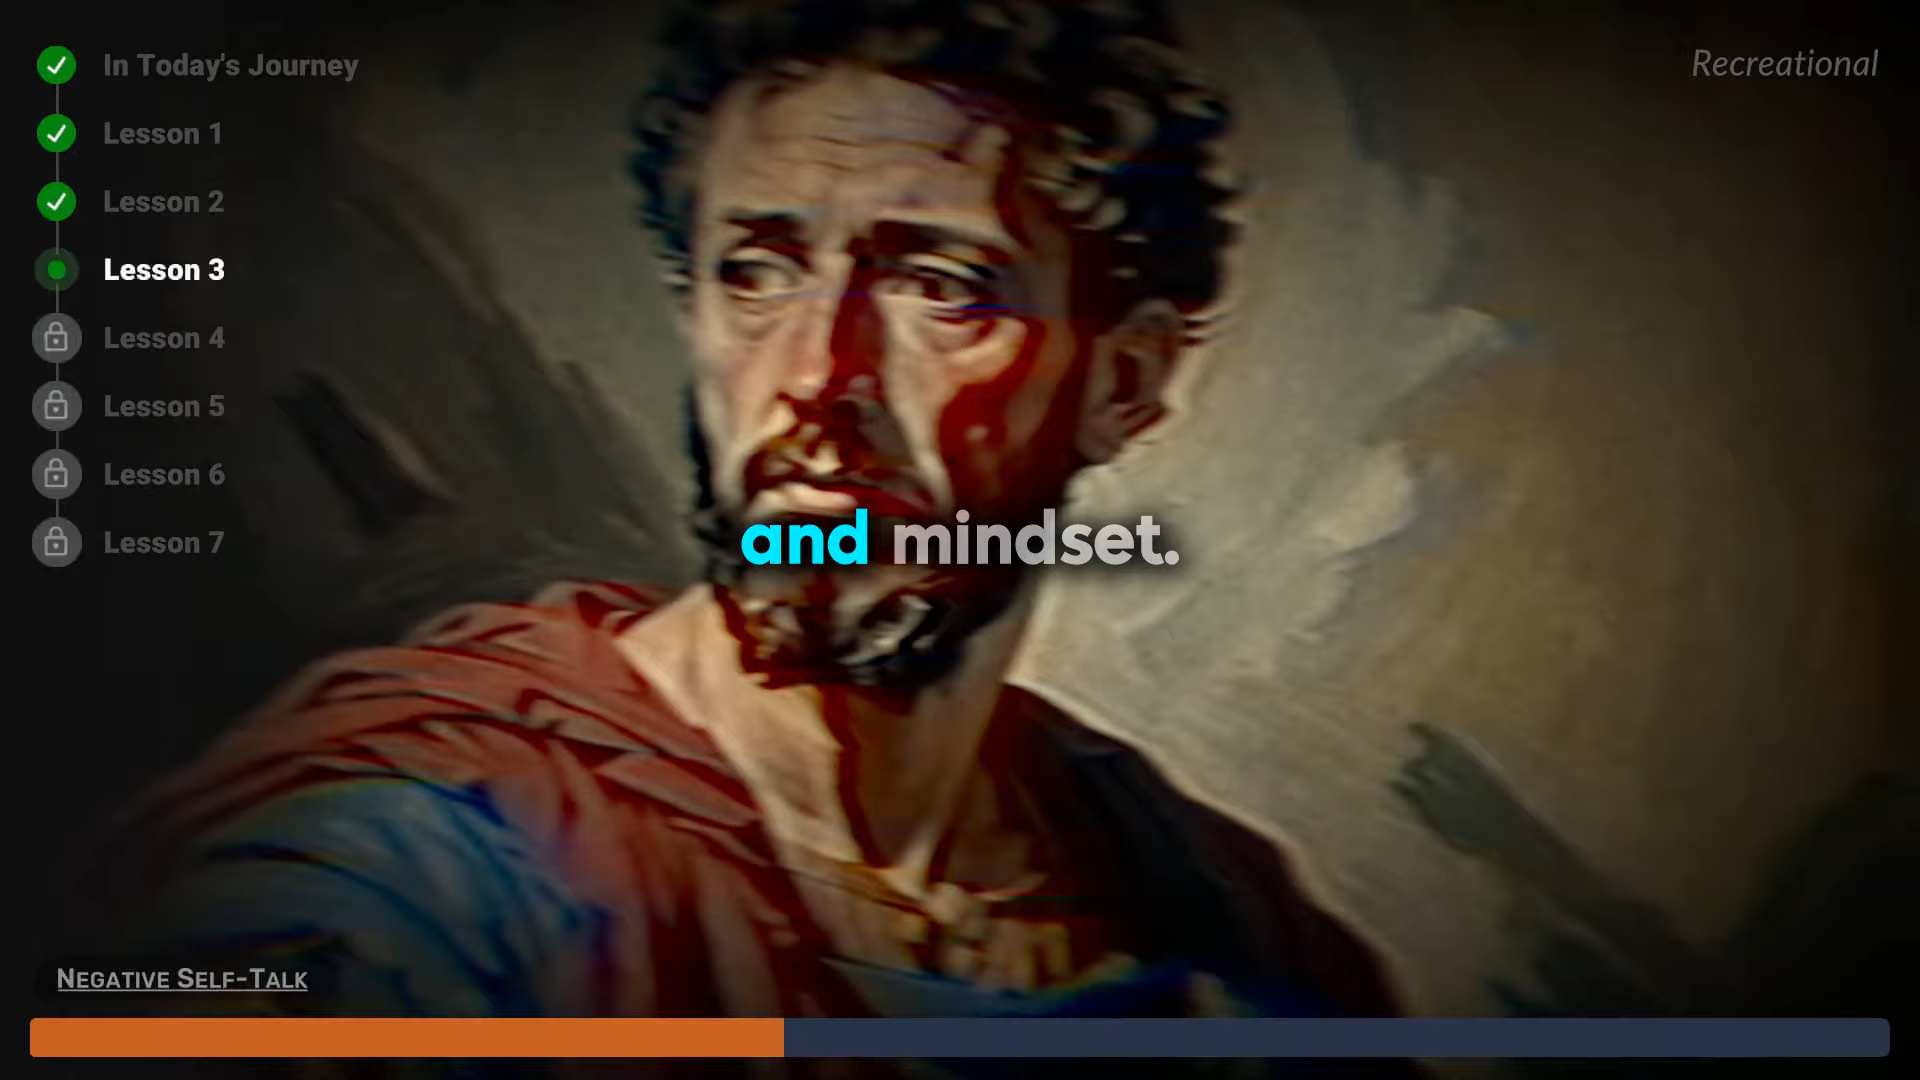 In Today's Journey
Recreational
Lesson 1
Lesson 2
Lesson 3
Lesson 4
Lesson 5
Lesson 6
Lesson 7
and mindset.
Negative Self-Talk